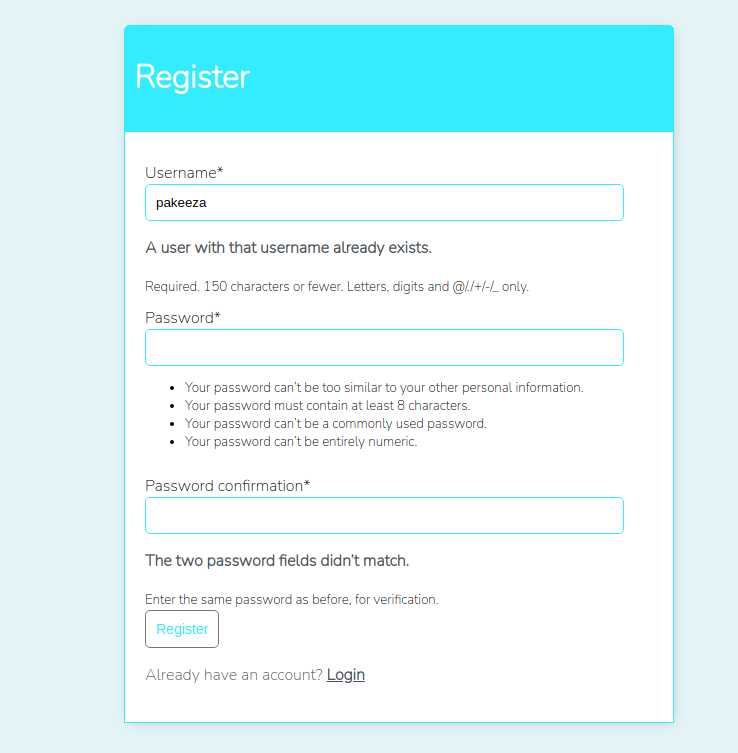 Register
Username*
pakeeza
A user with that username already exists.
Required. 150 characters or fewer. Letters, digits and @/./+/-/_ only.
Password*
Your password can't be too similar to your other personal information.
Your password must contain at least 8 characters.
Your password can't be a commonly used password.
Your password can't be entirely numeric.
Password confirmation*
The two password fields didn't match.
Enter the same password as before, for verification.
Register
Already have an account? Login